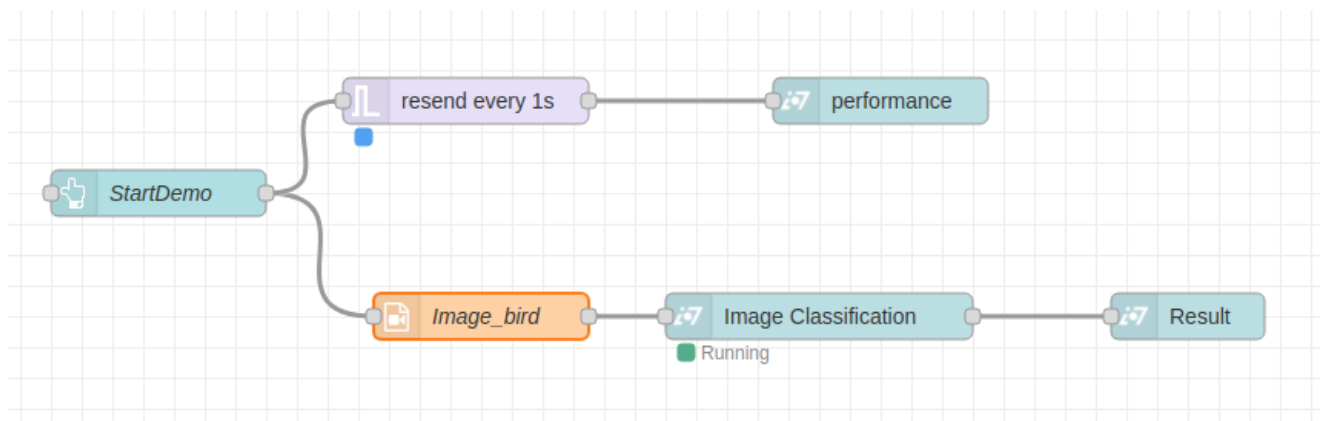 resend every 1s
performance
StartDemo
Image_bird
Image Classification
Result
Running